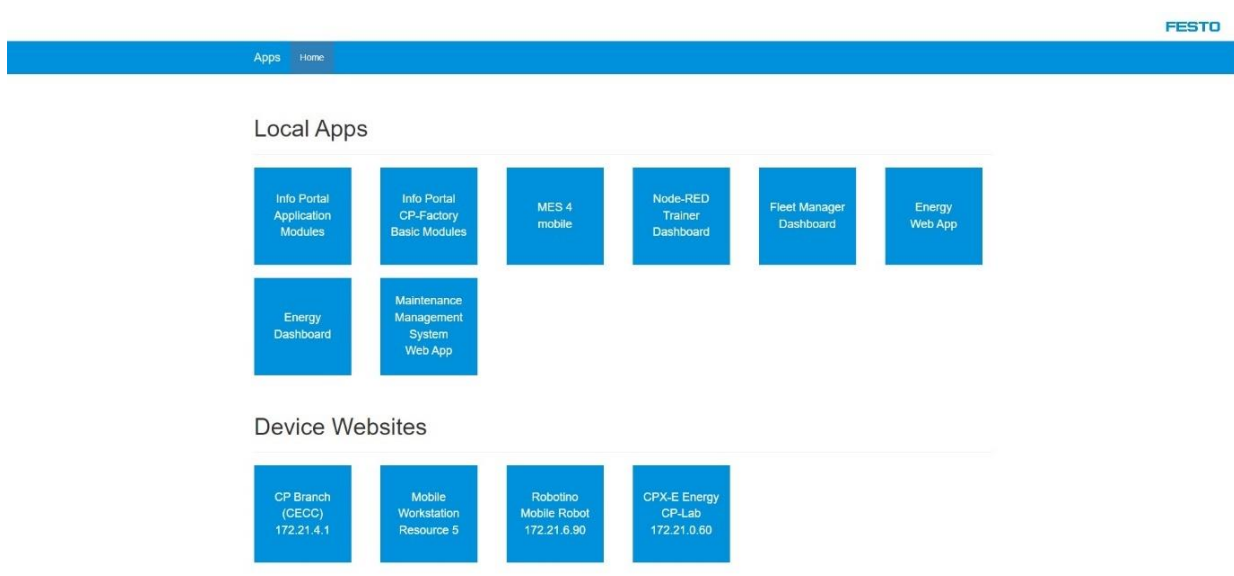 FESTO
Apps Home
Local Apps
Info Portal
Application
Modules
Info Portal
CP-Factory
Basic Modules
MES 4
mobile
Node-RED
Trainer
Dashboard
Fleet Manager
Dashboard
Energy
Web App
Energy
Dashboard
Maintenance
Management
System
Web App
Device Websites
CP Branch
(CECC)
172.21.4.1
Mobile
Workstation
Resource 5
Robotino
Mobile Robot
172.21.6.90
CPX-E Energy
CP-Lab
172.21.0.60